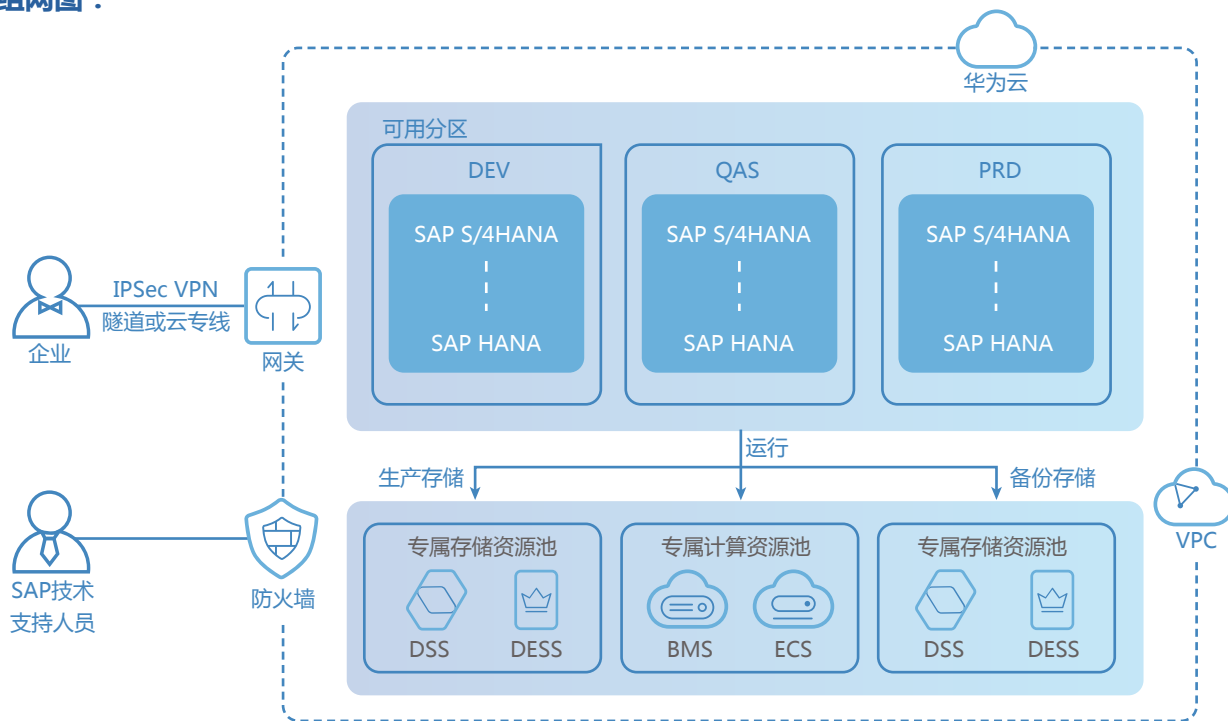 组网图：
华为云
可用分区
DEV
QAS
PRD
SAP S/4HANA
SAP S/4HANA
SAP S/4HANA
SAP HANA
SAP HANA
SAP HANA
IPSec VPN
隧道或云专线
企业
网关
运行
生产存储
备份存储
专属存储资源池
专属计算资源池
专属存储资源池
DSS
DESS
BMS
ECS
DSS
DESS
VPC
SAP技术
支持人员
防火墙